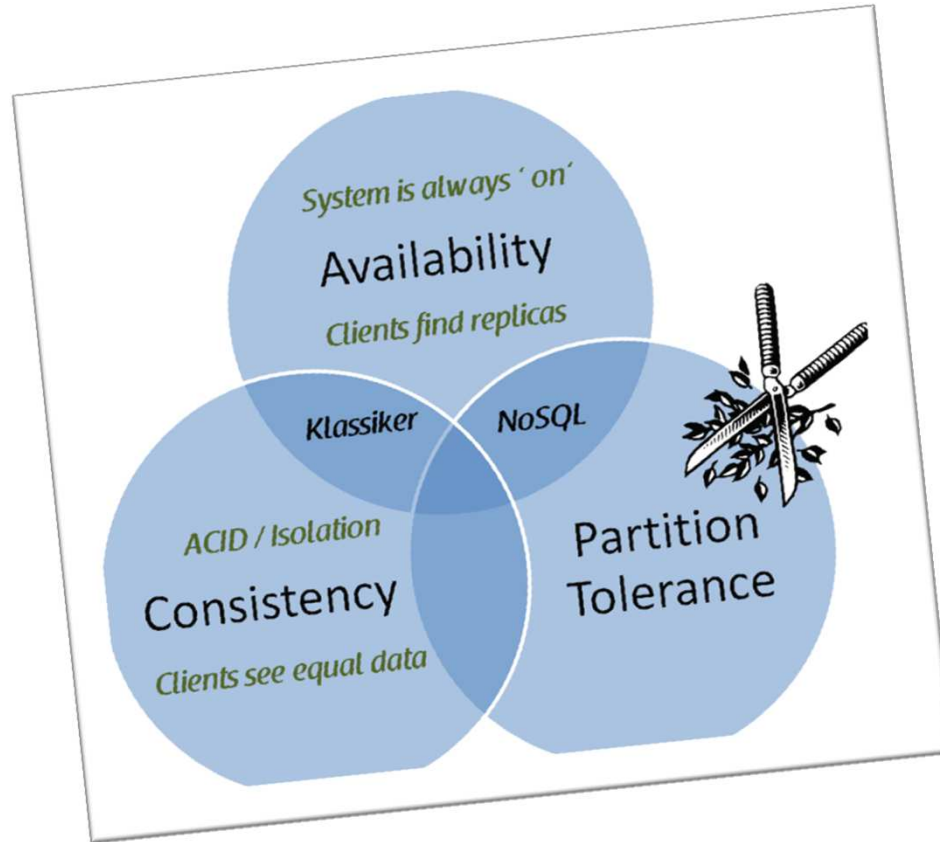 System is always ‘ on‘
Availability
Clients find replicas
Klassiker
NoSQL
ACID / Isolation
Consistency
Clients see equal data
Partition
Tolerance